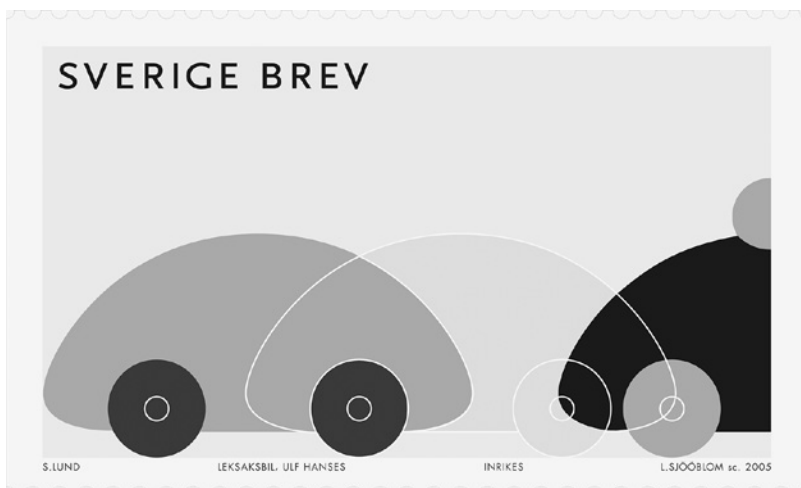 SVERIGE BREV
S.LUND LEKSAKSBIL, ULF HANSES INRIKES L.SJÖÖBLOM sc. 2005